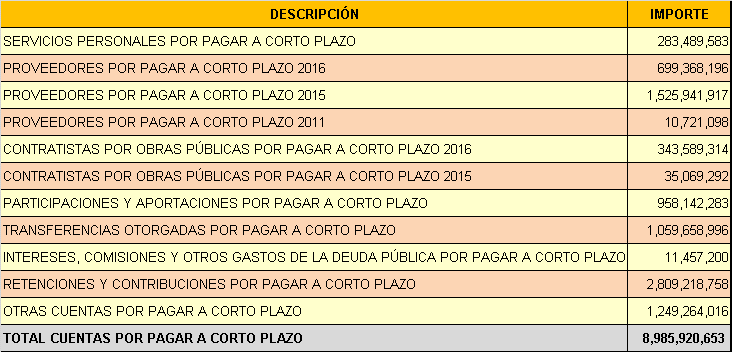 DESCRIPCIÓN IMPORTE
SERVICIOS PERSONALES POR PAGAR A CORTO PLAZO 283,489,583
PROVEEDORES POR PAGAR A CORTO PLAZO 2016 699,368,196
PROVEEDORES POR PAGAR A CORTO PLAZO 2015 1,525,941,917
PROVEEDORES POR PAGAR A CORTO PLAZO 2011 10,721,098
CONTRATISTAS POR OBRAS PÚBLICAS POR PAGAR A CORTO PLAZO 2016 343,589,314
CONTRATISTAS POR OBRAS PÚBLICAS POR PAGAR A CORTO PLAZO 2015 35,069,292
PARTICIPACIONES Y APORTACIONES POR PAGAR A CORTO PLAZO 958,142,283
TRANSFERENCIAS OTORGADAS POR PAGAR A CORTO PLAZO 1,059,658,996
INTERESES, COMISIONES Y OTROS GASTOS DE LA DEUDA PÚBLICA POR PAGAR A CORTO PLAZO 11,457,200
RETENCIONES Y CONTRIBUCIONES POR PAGAR A CORTO PLAZO 2,809,218,758
OTRAS CUENTAS POR PAGAR A CORTO PLAZO 1,249,264,016
TOTAL CUENTAS POR PAGAR A CORTO PLAZO 8,985,920,653